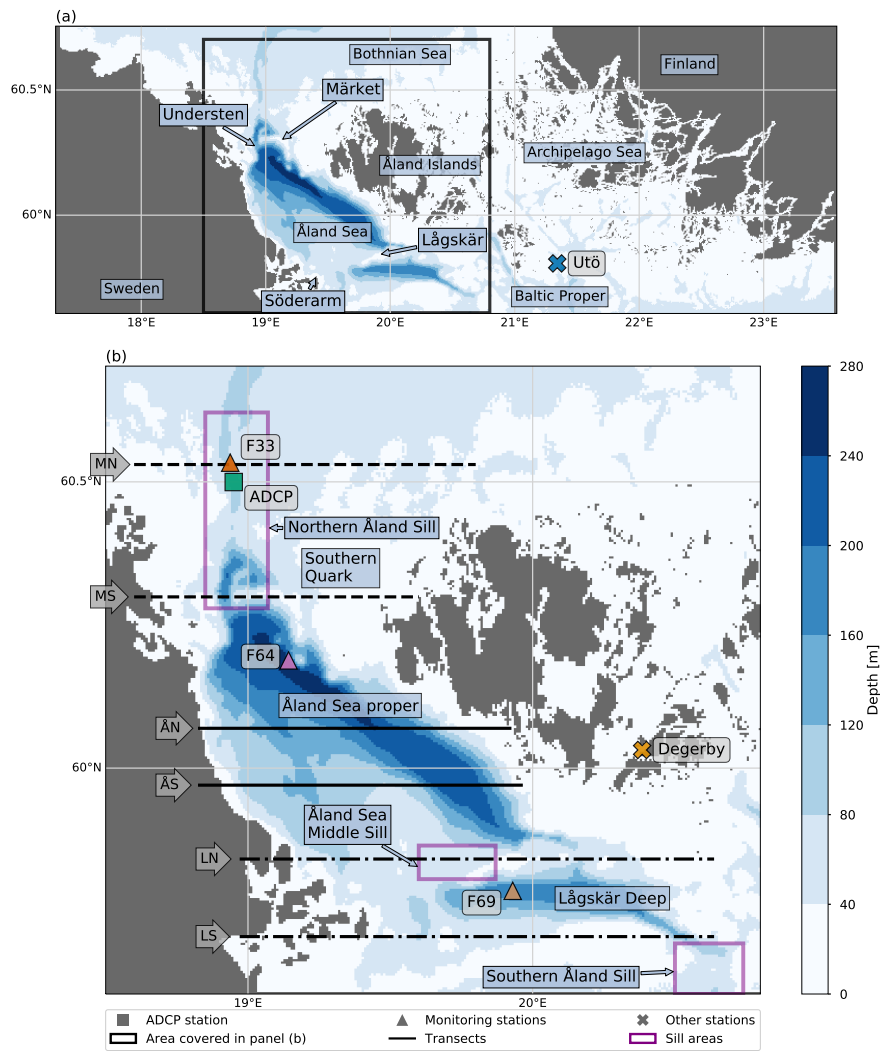 (a)
Bothnian Sea
Finland
60.5°N
Märket
Understen
Archipelago Sea
Åland Islands
60°N
Åland Sea
Lågskär
Utö
Sweden
Söderarm
Baltic Proper
18°E
19°E
20°E
21°E
22°E
23°E
(b)
280
F33
MN
60.5°N
ADCP
240
Northern Åland Sill
Southern
Quark
200
MS
F64
160
Åland Sea proper
Depth [m]
ÅN
Degerby
120
60°N
ÅS
Åland Sea
Middle Sill
80
LN
F69
Lågskär Deep
40
LS
Southern Åland Sill
0
19°E
20°E
ADCP station
Monitoring stations
Other stations
Area covered in panel (b)
Transects
Sill areas